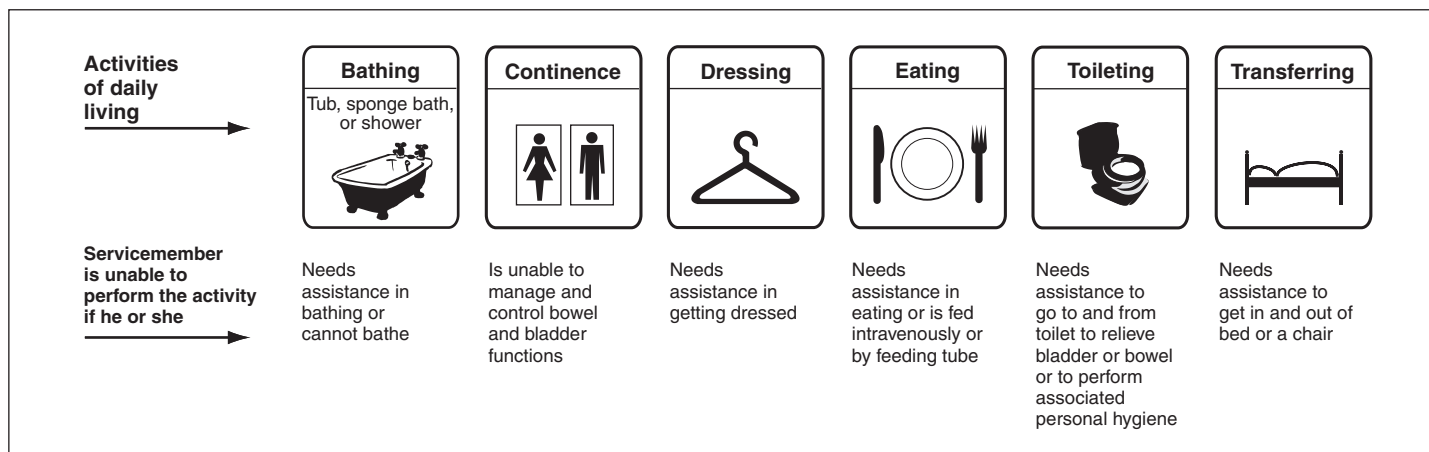 Activities
of daily
living
Bathing
Tub, sponge bath,
or shower
Continence
Dressing
Eating
Toileting
Transferring
Servicemember
is unable to
perform the activity
if he or she
Needs
assistance in
bathing or
cannot bathe
Is unable to
manage and
control bowel
and bladder
functions
Needs
assistance in
getting dressed
Needs
assistance in
eating or is fed
intravenously or
by feeding tube
Needs
assistance to
go to and from
toilet to relieve
bladder or bowel
or to perform
associated
personal hygiene
Needs
assistance to
get in and out of
bed or a chair